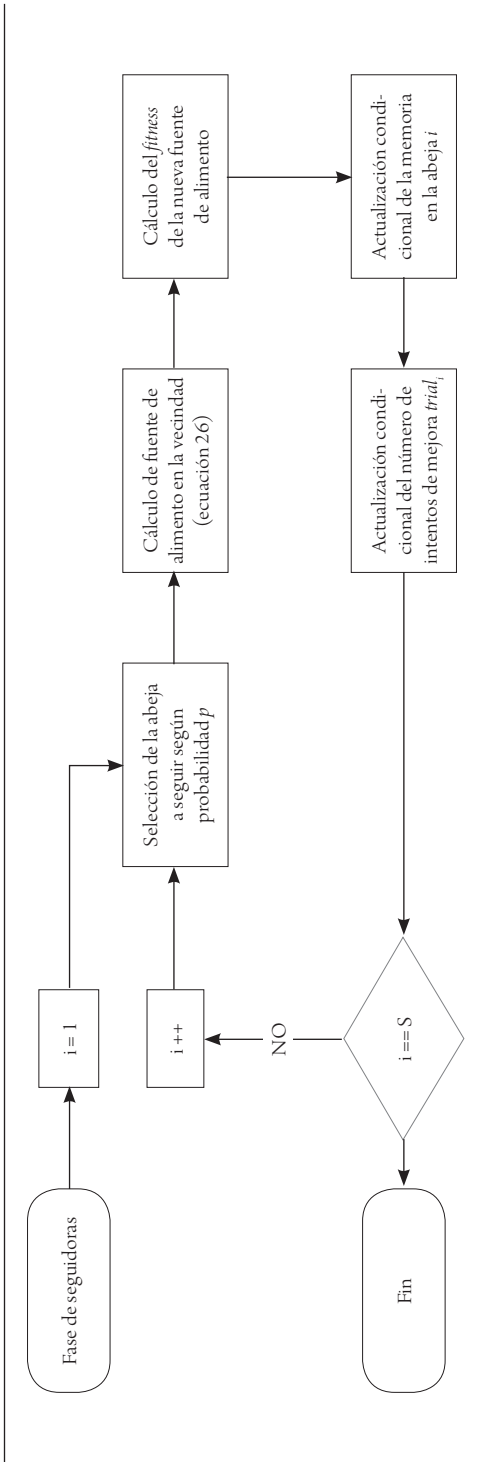 Fase de seguidoras
i = 1
Selección de la abeja
a seguir según
probabilidad p
Cálculo de fuente de
alimento en la vecindad
(ecuación 26)
Cálculo del fitness
de la nueva fuente
de alimento
Actualización condi-
cional de la memoria
en la abeja i
Actualización condi-
cional del número de
intentos de mejora trialᵢ
i == S
NO
i ++
Fin